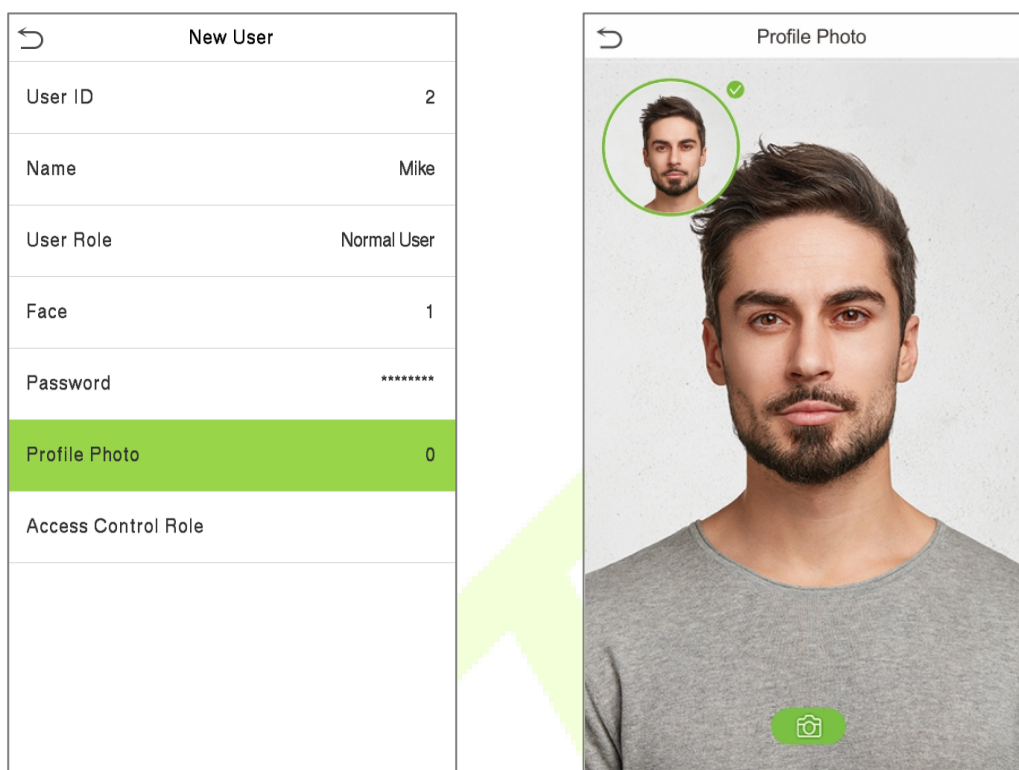 New User
User ID 2
Name Mike
User Role Normal User
Face 1
Password ********
Profile Photo 0
Access Control Role
Profile Photo